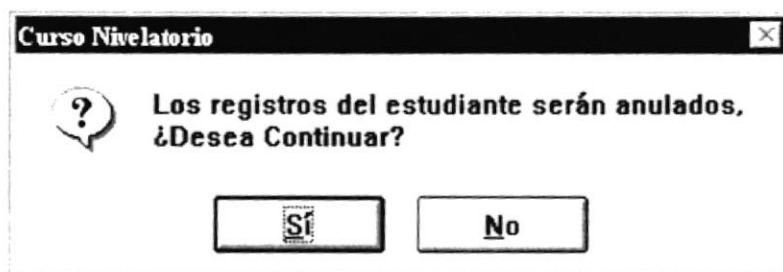 Curso Nivelatorio
?
Los registros del estudiante serán anulados,
¿Desea Continuar?
Sí
No